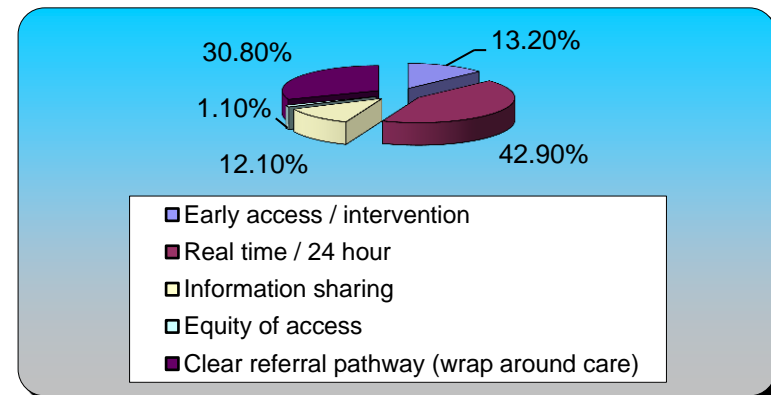 13.20%
30.80%
1.10%
12.10%
42.90%
Early access / intervention
Real time / 24 hour
Information sharing
Equity of access
Clear referral pathway (wrap around care)